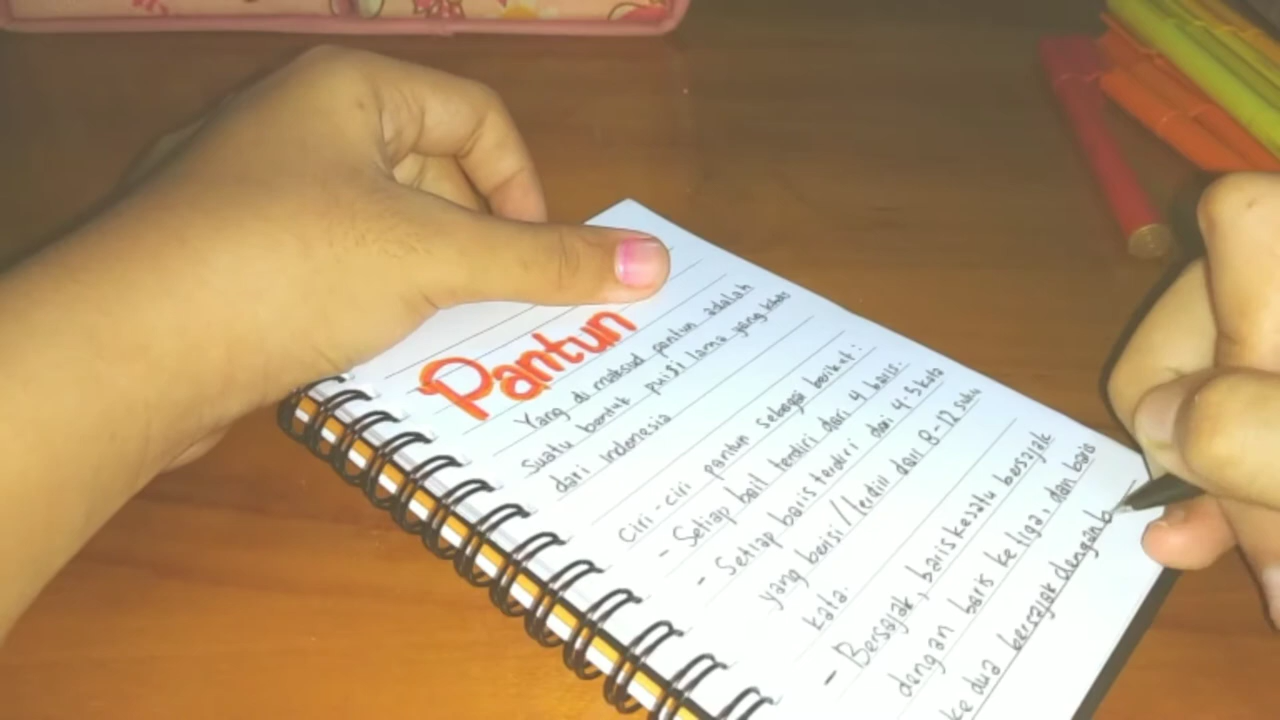 Pantun
Yang di maksud pantun adalah
Suatu bentuk puisi lama yang khas
dari indonesia
Ciri-ciri pantun sebagai berikut :
- Setiap bait terdiri dari 4 baris.
- Setiap baris terdiri dari 4-5 kata
yang berisi / terdiri dari 8-12 suku
kata.
- Bersajak, baris kesatu bersajak
dengan baris ke tiga, dan baris
ke dua bersajak dengan b